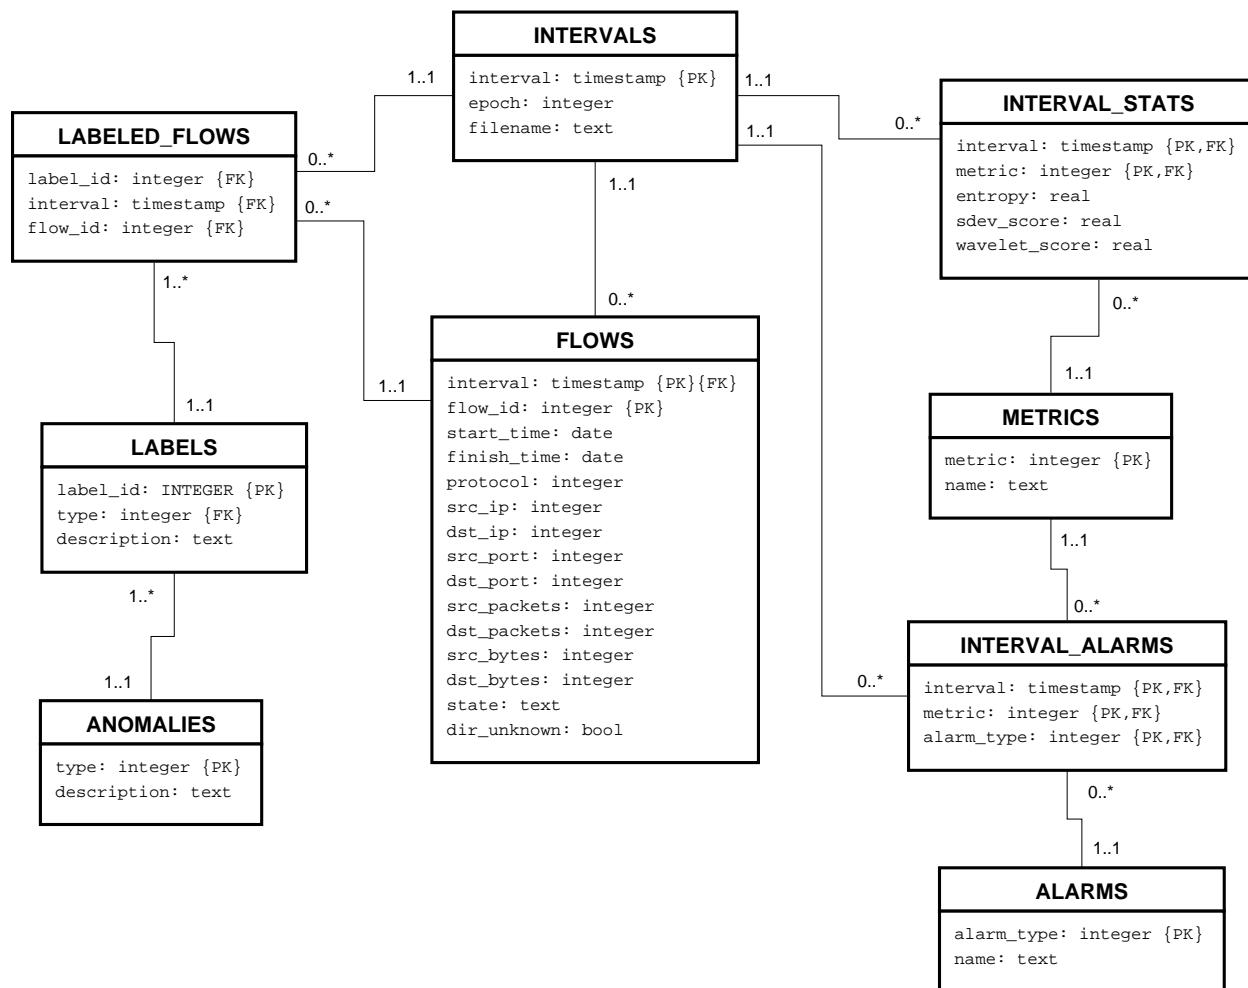 INTERVALS
interval: timestamp {PK}
epoch: integer
filename: text
1..1
1..1
1..1
1..1
LABELED_FLOWS
label_id: integer {FK}
interval: timestamp {FK}
flow_id: integer {FK}
0..*
0..*
1..*
INTERVAL_STATS
interval: timestamp {PK,FK}
metric: integer {PK,FK}
entropy: real
sdev_score: real
wavelet_score: real
0..*
0..*
0..*
FLOWS
interval: timestamp {PK}{FK}
flow_id: integer {PK}
start_time: date
finish_time: date
protocol: integer
src_ip: integer
dst_ip: integer
src_port: integer
dst_port: integer
src_packets: integer
dst_packets: integer
src_bytes: integer
dst_bytes: integer
state: text
dir_unknown: bool
1..1
1..1
LABELS
label_id: INTEGER {PK}
type: integer {FK}
description: text
1..*
1..1
ANOMALIES
type: integer {PK}
description: text
1..1
METRICS
metric: integer {PK}
name: text
1..1
0..*
0..*
INTERVAL_ALARMS
interval: timestamp {PK,FK}
metric: integer {PK,FK}
alarm_type: integer {PK,FK}
0..*
1..1
ALARMS
alarm_type: integer {PK}
name: text